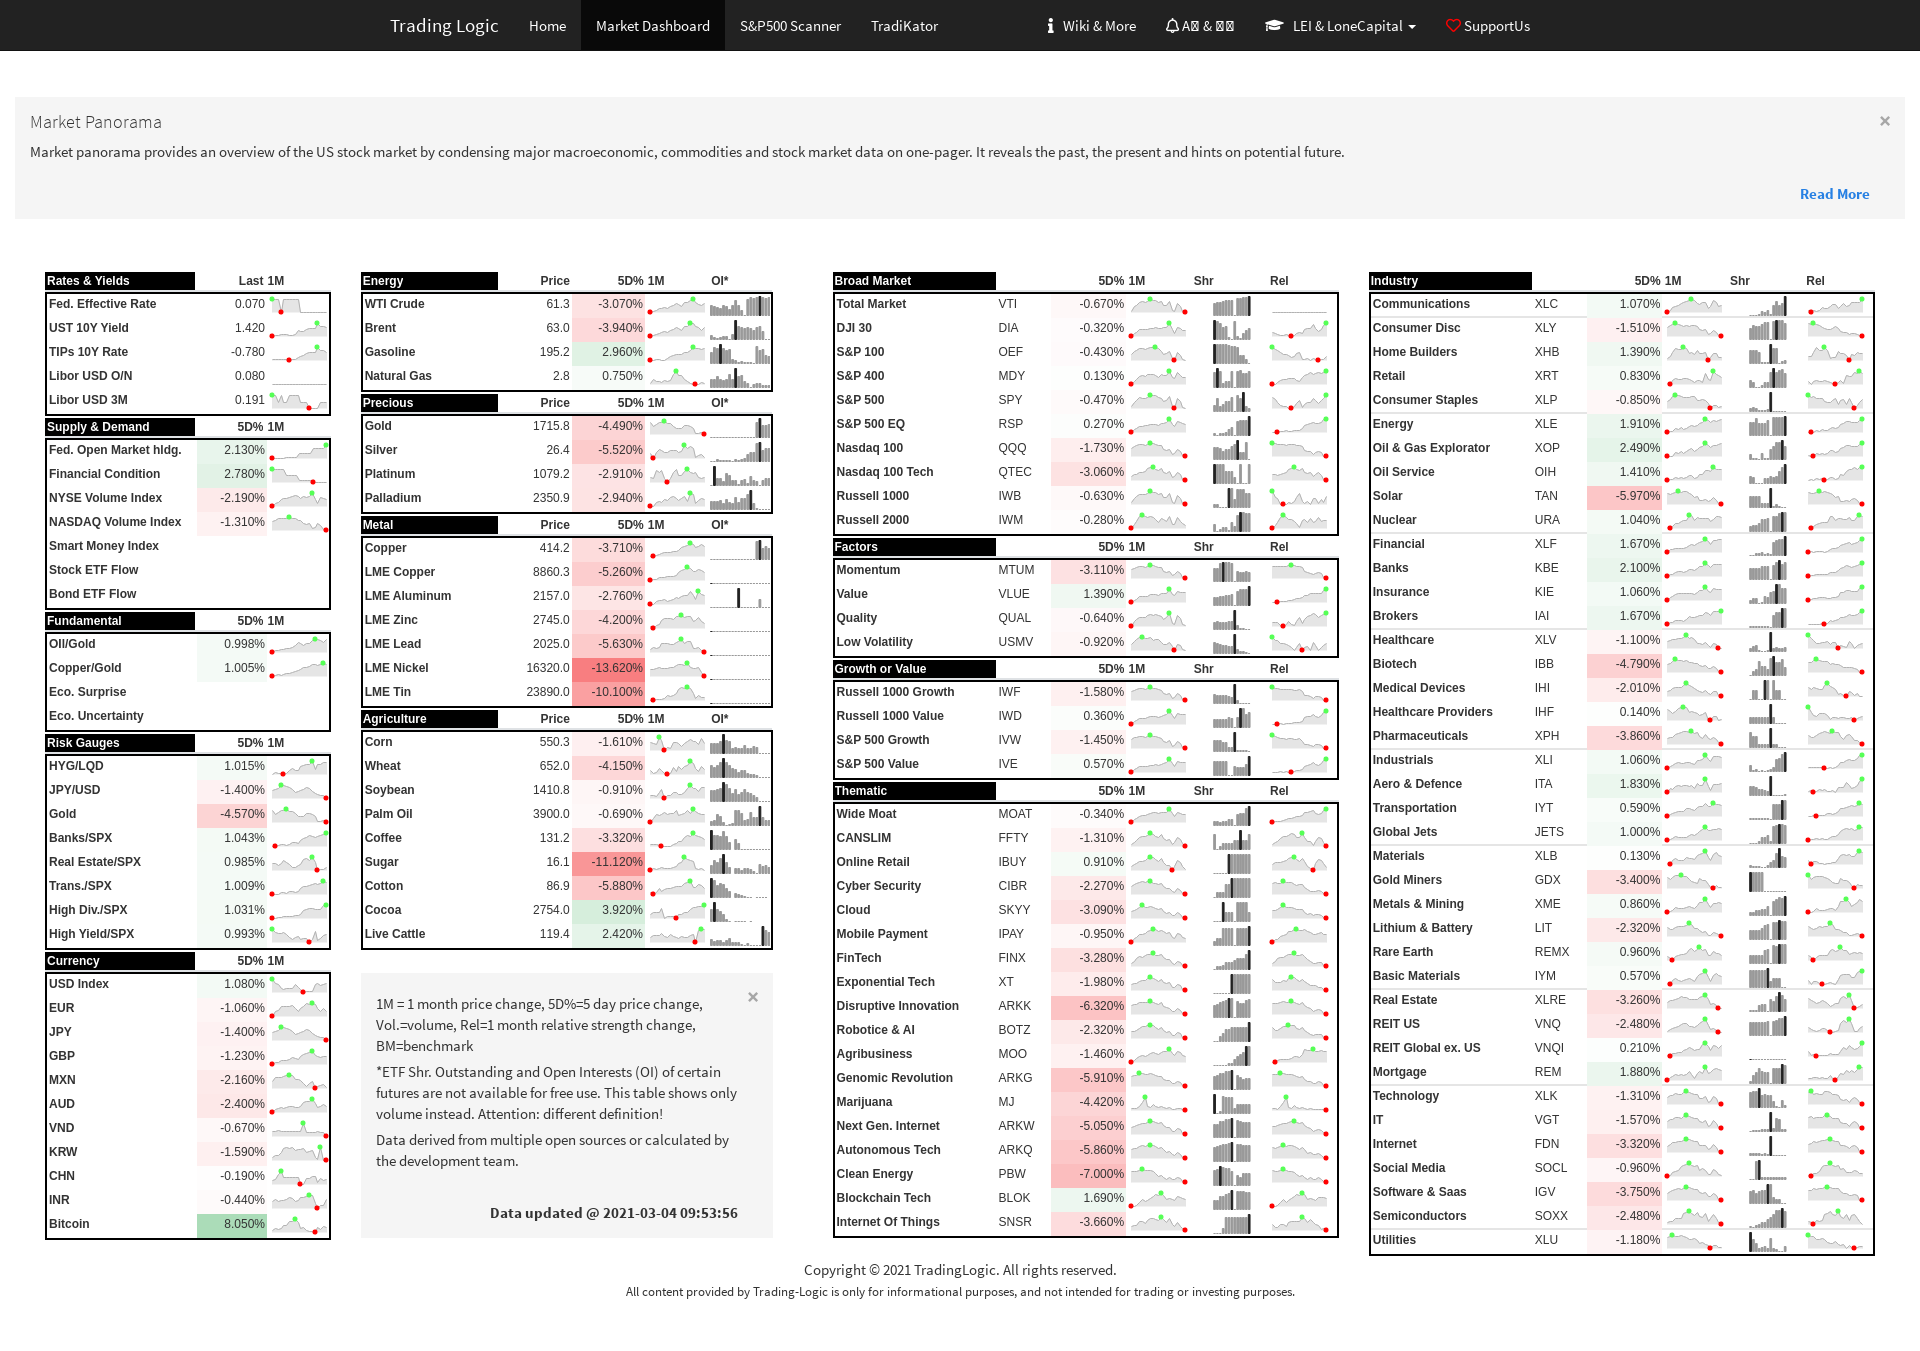 Trading Logic Home Market Dashboard S&P500 Scanner TradiKator Wiki & More A & LEI & LoneCapital SupportUs
Market Panorama
×
Market panorama provides an overview of the US stock market by condensing major macroeconomic, commodities and stock market data on one-pager. It reveals the past, the present and hints on potential future.
Read More
Rates & Yields Last 1M
Fed. Effective Rate 0.070
UST 10Y Yield 1.420
TIPs 10Y Rate -0.780
Libor USD O/N 0.080
Libor USD 3M 0.191
Supply & Demand 5D% 1M
Fed. Open Market hldg. 2.130%
Financial Condition 2.780%
NYSE Volume Index -2.190%
NASDAQ Volume Index -1.310%
Smart Money Index
Stock ETF Flow
Bond ETF Flow
Fundamental 5D% 1M
OIl/Gold 0.998%
Copper/Gold 1.005%
Eco. Surprise
Eco. Uncertainty
Risk Gauges 5D% 1M
HYG/LQD 1.015%
JPY/USD -1.400%
Gold -4.570%
Banks/SPX 1.043%
Real Estate/SPX 0.985%
Trans./SPX 1.009%
High Div./SPX 1.031%
High Yield/SPX 0.993%
Currency 5D% 1M
USD Index 1.080%
EUR -1.060%
JPY -1.400%
GBP -1.230%
MXN -2.160%
AUD -2.400%
VND -0.670%
KRW -1.590%
CHN -0.190%
INR -0.440%
Bitcoin 8.050%
Energy Price 5D% 1M OI*
WTI Crude 61.3 -3.070%
Brent 63.0 -3.940%
Gasoline 195.2 2.960%
Natural Gas 2.8 0.750%
Precious Price 5D% 1M OI*
Gold 1715.8 -4.490%
Silver 26.4 -5.520%
Platinum 1079.2 -2.910%
Palladium 2350.9 -2.940%
Metal Price 5D% 1M OI*
Copper 414.2 -3.710%
LME Copper 8860.3 -5.260%
LME Aluminum 2157.0 -2.760%
LME Zinc 2745.0 -4.200%
LME Lead 2025.0 -5.630%
LME Nickel 16320.0 -13.620%
LME Tin 23890.0 -10.100%
Agriculture Price 5D% 1M OI*
Corn 550.3 -1.610%
Wheat 652.0 -4.150%
Soybean 1410.8 -0.910%
Palm Oil 3900.0 -0.690%
Coffee 131.2 -3.320%
Sugar 16.1 -11.120%
Cotton 86.9 -5.880%
Cocoa 2754.0 3.920%
Live Cattle 119.4 2.420%
×
1M = 1 month price change, 5D%=5 day price change,
Vol.=volume, Rel=1 month relative strength change,
BM=benchmark
*ETF Shr. Outstanding and Open Interests (OI) of certain
futures are not available for free use. This table shows only
volume instead. Attention: different definition!
Data derived from multiple open sources or calculated by
the development team.
Data updated @ 2021-03-04 09:53:56
Broad Market 5D% 1M Shr Rel
Total Market VTI -0.670%
DJI 30 DIA -0.320%
S&P 100 OEF -0.430%
S&P 400 MDY 0.130%
S&P 500 SPY -0.470%
S&P 500 EQ RSP 0.270%
Nasdaq 100 QQQ -1.730%
Nasdaq 100 Tech QTEC -3.060%
Russell 1000 IWB -0.630%
Russell 2000 IWM -0.280%
Factors 5D% 1M Shr Rel
Momentum MTUM -3.110%
Value VLUE 1.390%
Quality QUAL -0.640%
Low Volatility USMV -0.920%
Growth or Value 5D% 1M Shr Rel
Russell 1000 Growth IWF -1.580%
Russell 1000 Value IWD 0.360%
S&P 500 Growth IVW -1.450%
S&P 500 Value IVE 0.570%
Thematic 5D% 1M Shr Rel
Wide Moat MOAT -0.340%
CANSLIM FFTY -1.310%
Online Retail IBUY 0.910%
Cyber Security CIBR -2.270%
Cloud SKYY -3.090%
Mobile Payment IPAY -0.950%
FinTech FINX -3.280%
Exponential Tech XT -1.980%
Disruptive Innovation ARKK -6.320%
Robotice & AI BOTZ -2.320%
Agribusiness MOO -1.460%
Genomic Revolution ARKG -5.910%
Marijuana MJ -4.420%
Next Gen. Internet ARKW -5.050%
Autonomous Tech ARKQ -5.860%
Clean Energy PBW -7.000%
Blockchain Tech BLOK 1.690%
Internet Of Things SNSR -3.660%
Industry 5D% 1M Shr Rel
Communications XLC 1.070%
Consumer Disc XLY -1.510%
Home Builders XHB 1.390%
Retail XRT 0.830%
Consumer Staples XLP -0.850%
Energy XLE 1.910%
Oil & Gas Explorator XOP 2.490%
Oil Service OIH 1.410%
Solar TAN -5.970%
Nuclear URA 1.040%
Financial XLF 1.670%
Banks KBE 2.100%
Insurance KIE 1.060%
Brokers IAI 1.670%
Healthcare XLV -1.100%
Biotech IBB -4.790%
Medical Devices IHI -2.010%
Healthcare Providers IHF 0.140%
Pharmaceuticals XPH -3.860%
Industrials XLI 1.060%
Aero & Defence ITA 1.830%
Transportation IYT 0.590%
Global Jets JETS 1.000%
Materials XLB 0.130%
Gold Miners GDX -3.400%
Metals & Mining XME 0.860%
Lithium & Battery LIT -2.320%
Rare Earth REMX 0.960%
Basic Materials IYM 0.570%
Real Estate XLRE -3.260%
REIT US VNQ -2.480%
REIT Global ex. US VNQI 0.210%
Mortgage REM 1.880%
Technology XLK -1.310%
IT VGT -1.570%
Internet FDN -3.320%
Social Media SOCL -0.960%
Software & Saas IGV -3.750%
Semiconductors SOXX -2.480%
Utilities XLU -1.180%
Copyright © 2021 TradingLogic. All rights reserved.
All content provided by Trading-Logic is only for informational purposes, and not intended for trading or investing purposes.